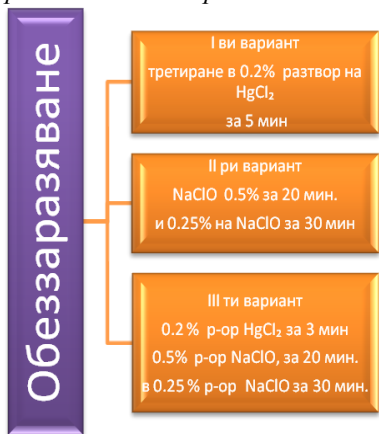 Обеззаразяване
I ви вариант
третиране в 0.2% разтвор на
HgCl₂
за 5 мин
II ри вариант
NaClO 0.5% за 20 мин.
и 0.25% на NaClO за 30 мин
III ти вариант
0.2 % р-ор HgCl₂ за 3 мин
0.5% р-ор NaClO, за 20 мин.
в 0.25 % р-ор NaClO за 30 мин.